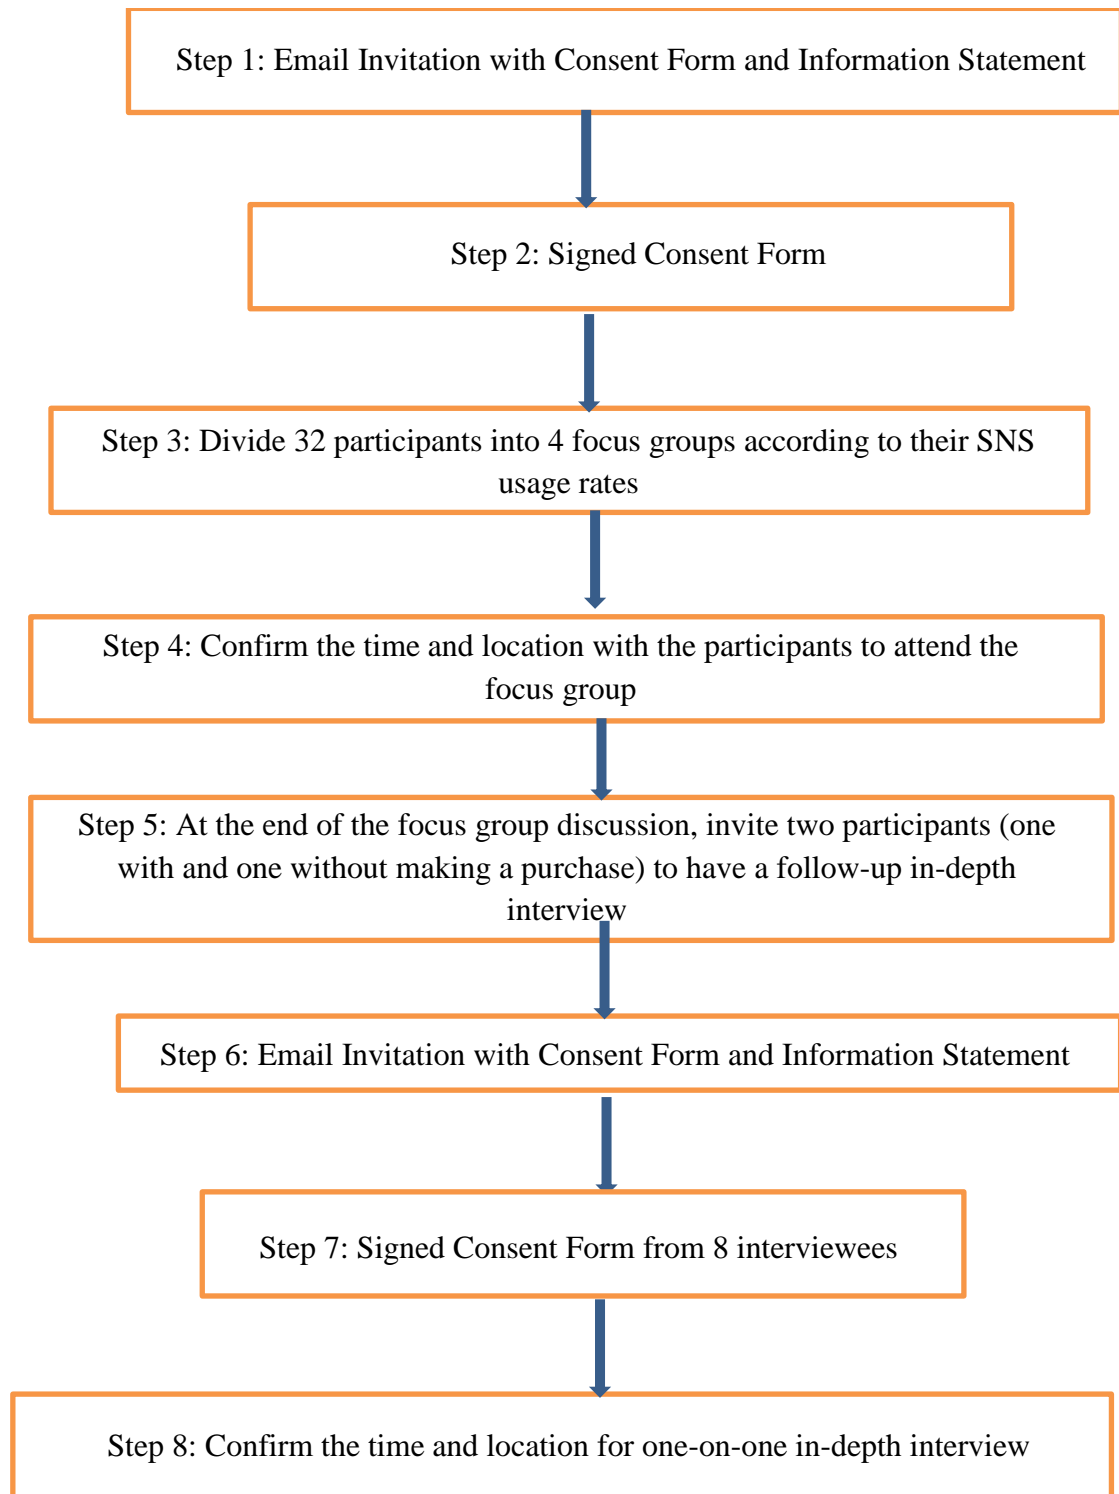 Step 1: Email Invitation with Consent Form and Information Statement
Step 2: Signed Consent Form
Step 3: Divide 32 participants into 4 focus groups according to their SNS
usage rates
Step 4: Confirm the time and location with the participants to attend the
focus group
Step 5: At the end of the focus group discussion, invite two participants (one
with and one without making a purchase) to have a follow-up in-depth
interview
Step 6: Email Invitation with Consent Form and Information Statement
Step 7: Signed Consent Form from 8 interviewees
Step 8: Confirm the time and location for one-on-one in-depth interview